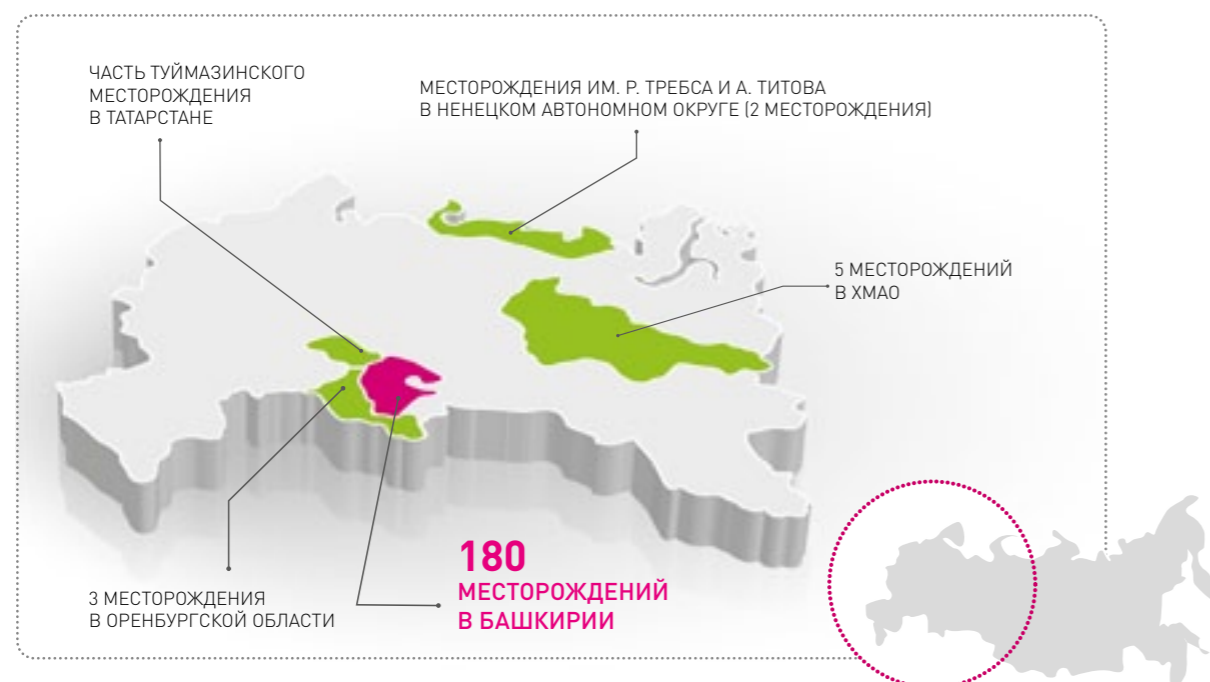 ЧАСТЬ ТУЙМАЗИНСКОГО
МЕСТОРОЖДЕНИЯ
В ТАТАРСТАНЕ
МЕСТОРОЖДЕНИЯ ИМ. Р. ТРЕБСА И А. ТИТОВА
В НЕНЕЦКОМ АВТОНОМНОМ ОКРУГЕ (2 МЕСТОРОЖДЕНИЯ)
5 МЕСТОРОЖДЕНИЙ
В ХМАО
3 МЕСТОРОЖДЕНИЯ
В ОРЕНБУРГСКОЙ ОБЛАСТИ
180
МЕСТОРОЖДЕНИЙ
В БАШКИРИИ